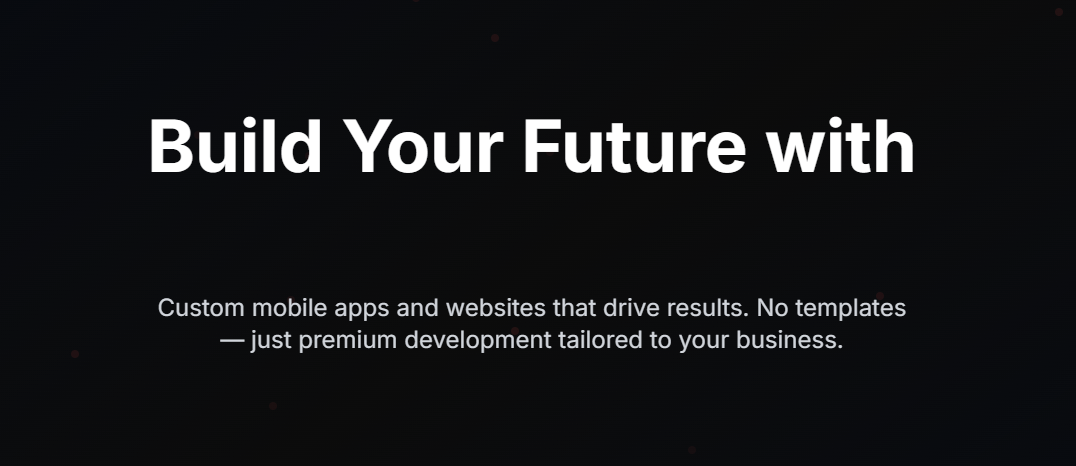 Build Your Future with
Custom mobile apps and websites that drive results. No templates
— just premium development tailored to your business.